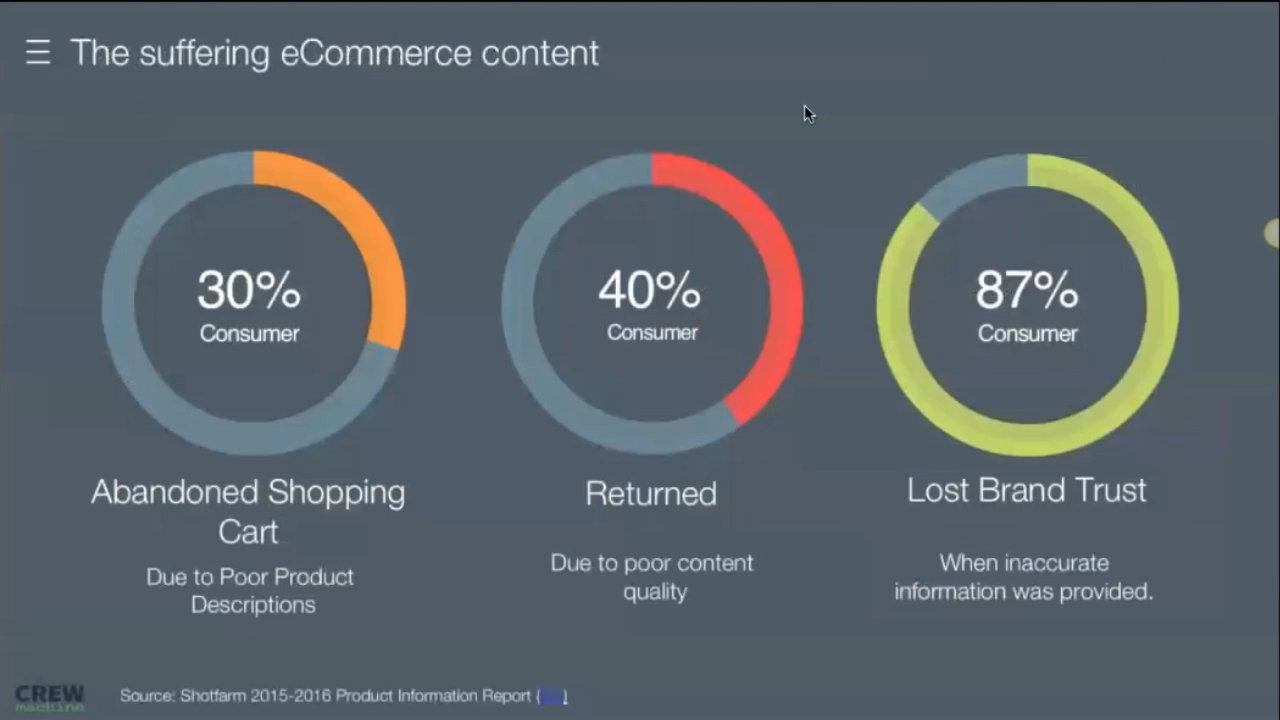 The suffering eCommerce content
30%
Consumer
40%
Consumer
87%
Consumer
Abandoned Shopping
Cart
Due to Poor Product
Descriptions
Returned
Due to poor content
quality
Lost Brand Trust
When inaccurate
information was provided.
CREW
machine
Source: Shotfarm 2015-2016 Product Information Report (